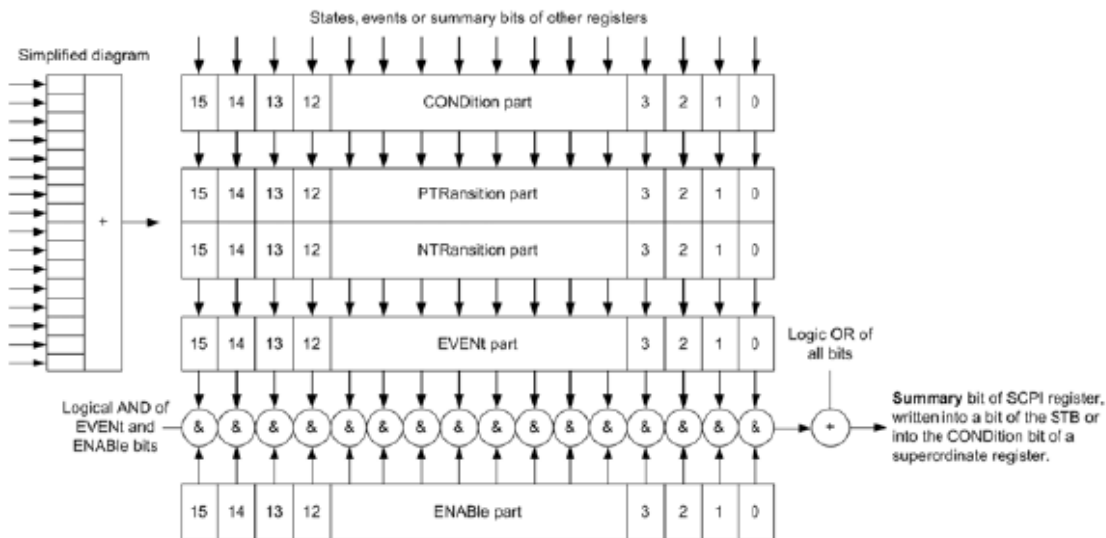 States, events or summary bits of other registers
Simplified diagram
15 14 13 12 CONDition part 3 2 1 0
15 14 13 12 PTRansition part 3 2 1 0
+
15 14 13 12 NTRansition part 3 2 1 0
15 14 13 12 EVENt part 3 2 1 0
Logic OR of
all bits
Logical AND of
EVENt and
ENABle bits
& & & & & & & & & & & & & & & &
+
Summary bit of SCPI register,
written into a bit of the STB or
into the CONDition bit of a
supercrdinate register.
15 14 13 12 ENABle part 3 2 1 0